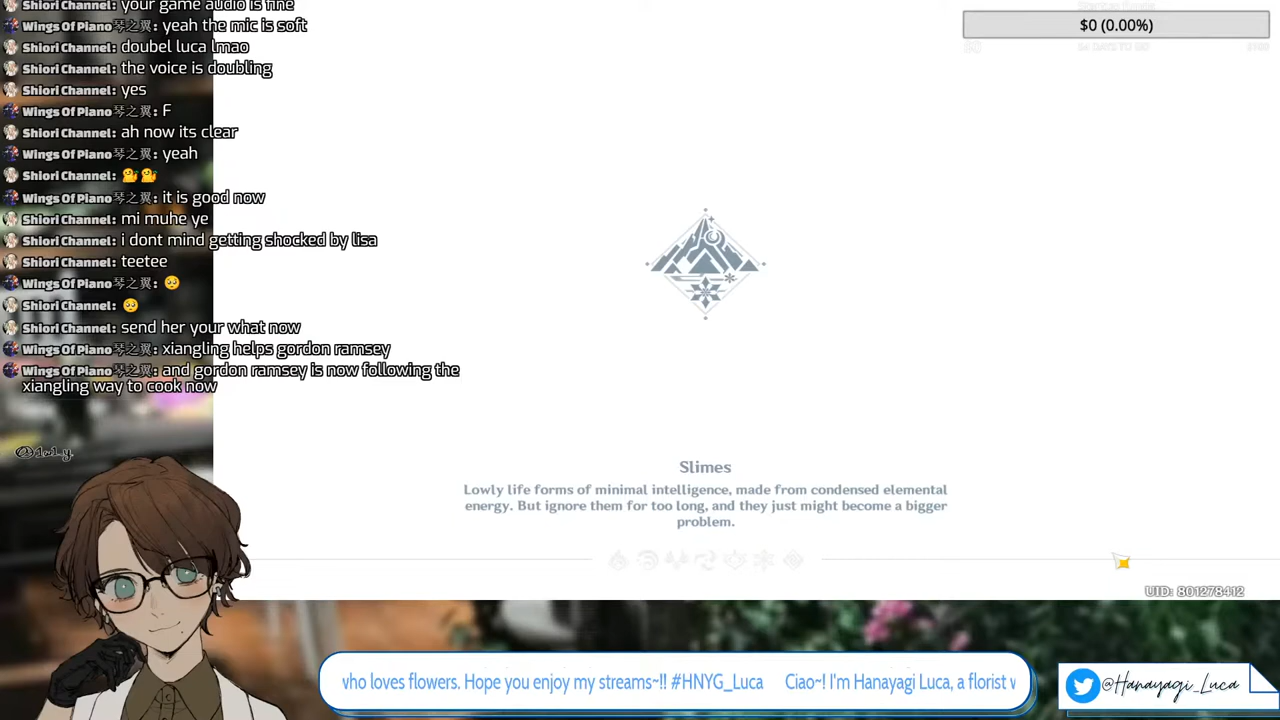 Shiori Channel: your game audio is fine
Wings Of Piano琴之翼: yeah the mic is soft
Shiori Channel: doubel luca lmao
Shiori Channel: the voice is doubling
Shiori Channel: yes
Wings Of Piano琴之翼: F
Shiori Channel: ah now its clear
Wings Of Piano琴之翼: yeah
Shiori Channel:
Wings Of Piano琴之翼: it is good now
Shiori Channel: mi muhe ye
Shiori Channel: i dont mind getting shocked by lisa
Shiori Channel: teetee
Wings Of Piano琴之翼: 🥺
Shiori Channel: 🥺
Shiori Channel: send her your what now
Wings Of Piano琴之翼: xiangling helps gordon ramsey
Wings Of Piano琴之翼: and gordon ramsey is now following the
xiangling way to cook now
$0 (0.00%)
Slimes
Lowly life forms of minimal intelligence, made from condensed elemental
energy. But ignore them for too long, and they just might become a bigger
problem.
UID: 801278412
who loves flowers. Hope you enjoy my streams~!! #HNYG_Luca Ciao~! I'm Hanayagi Luca, a florist
@Hanayagi_Luca